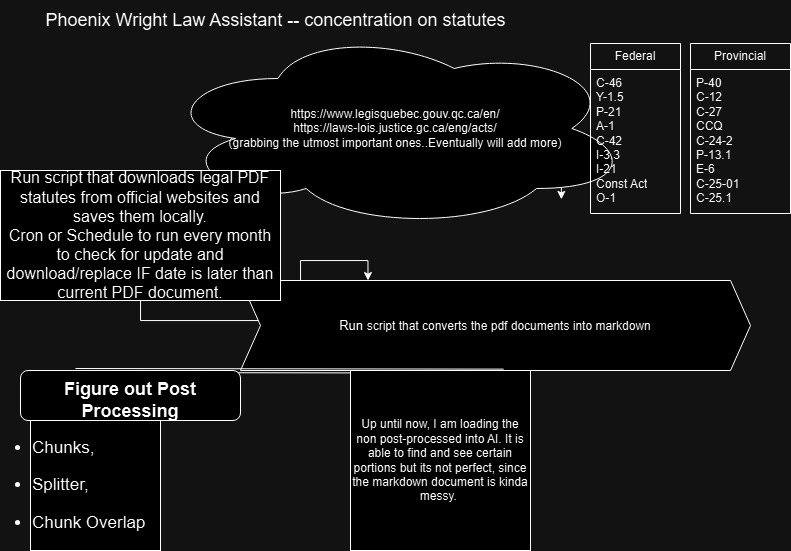 Phoenix Wright Law Assistant -- concentration on statutes
https://www.legisquebec.gouv.qc.ca/en/
https://laws-lois.justice.gc.ca/eng/acts/
(grabbing the utmost important ones..Eventually will add more)
Federal
C-46
Y-1.5
P-21
A-1
C-42
I-3.3
I-21
Const Act
O-1
Provincial
P-40
C-12
C-27
CCQ
C-24-2
P-13.1
E-6
C-25-01
C-25.1
Run script that downloads legal PDF
statutes from official websites and
saves them locally.
Cron or Schedule to run every month
to check for update and
download/replace IF date is later than
current PDF document.
Run script that converts the pdf documents into markdown
Figure out Post
Processing
• Chunks,
• Splitter,
• Chunk Overlap
Up until now, I am loading the
non post-processed into AI. It is
able to find and see certain
portions but its not perfect, since
the markdown document is kinda
messy.